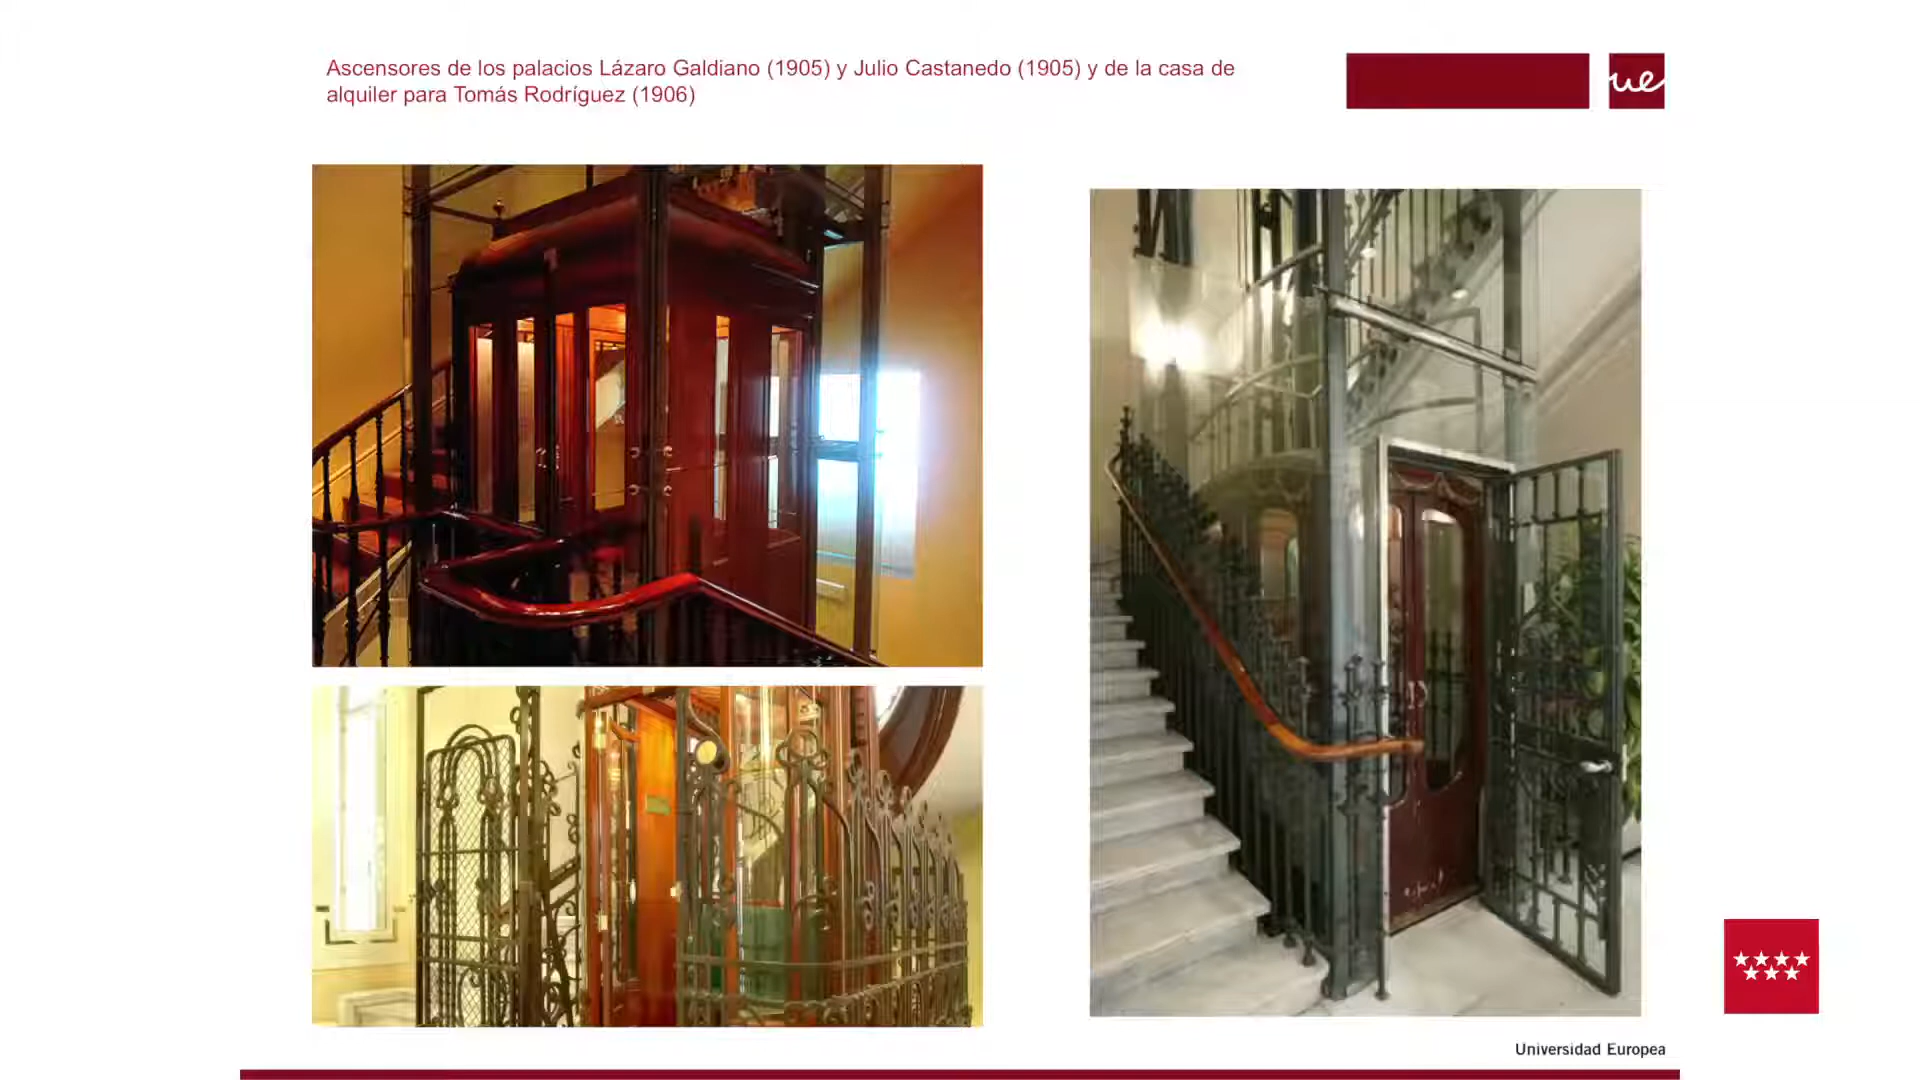 Ascensores de los palacios Lázaro Galdiano (1905) y Julio Castanedo (1905) y de la casa de
alquiler para Tomás Rodríguez (1906)
ue
Universidad Europea